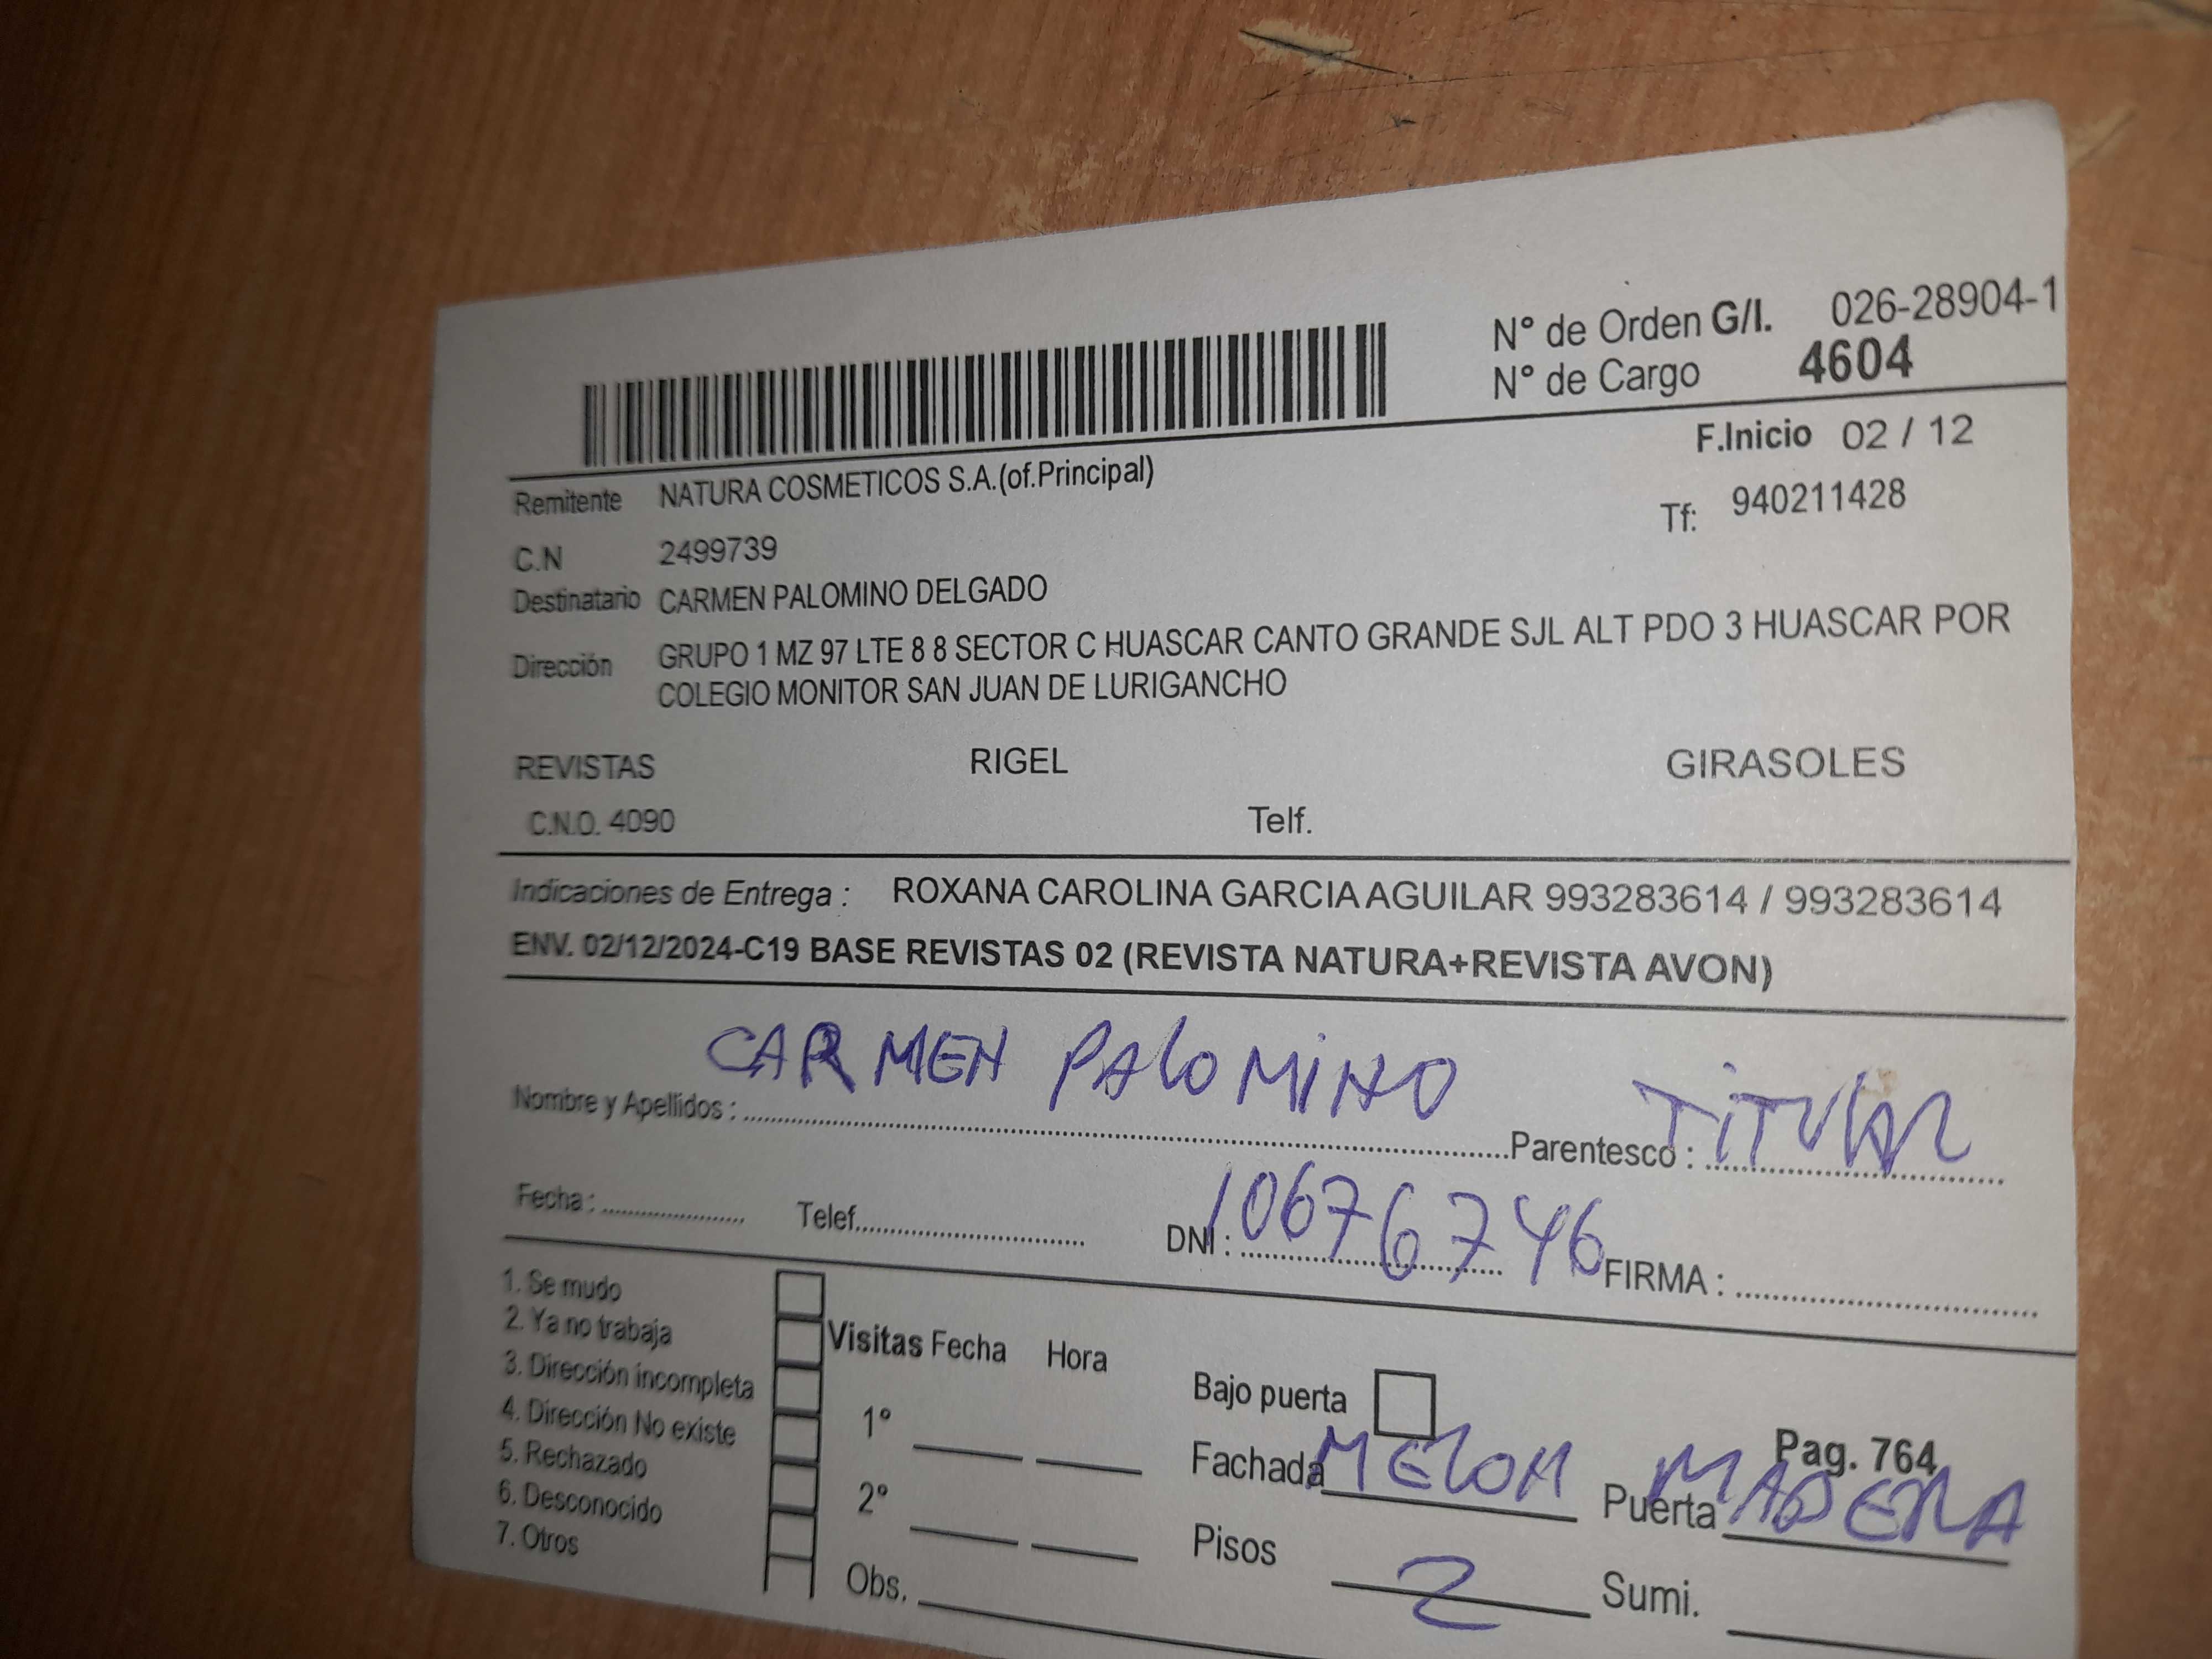 N° de Orden G/I. 026-28904-1
N° de Cargo 4604
F.Inicio 02 / 12
Remitente NATURA COSMETICOS S.A.(of.Principal)
Tf: 940211428
C.N 2499739
Destinatario CARMEN PALOMINO DELGADO
Dirección GRUPO 1 MZ 97 LTE 8 8 SECTOR C HUASCAR CANTO GRANDE SJL ALT PDO 3 HUASCAR POR
COLEGIO MONITOR SAN JUAN DE LURIGANCHO
REVISTAS RIGEL GIRASOLES
C.N.O. 4090 Telf.
Indicaciones de Entrega : ROXANA CAROLINA GARCIA AGUILAR 993283614 / 993283614
ENV. 02/12/2024-C19 BASE REVISTAS 02 (REVISTA NATURA+REVISTA AVON)
Nombre y Apellidos : CARMEN PALOMINO Parentesco : TITULAR
Fecha : Telef. DNI : 10676746 FIRMA :
1. Se mudo
2. Ya no trabaja
3. Dirección incompleta
4. Dirección No existe
5. Rechazado
6. Desconocido
7. Otros
Visitas Fecha Hora
1°
2°
Obs.
Bajo puerta
Pag. 764
Fachada MELON Puerta MADERA
Pisos 2 Sumi.